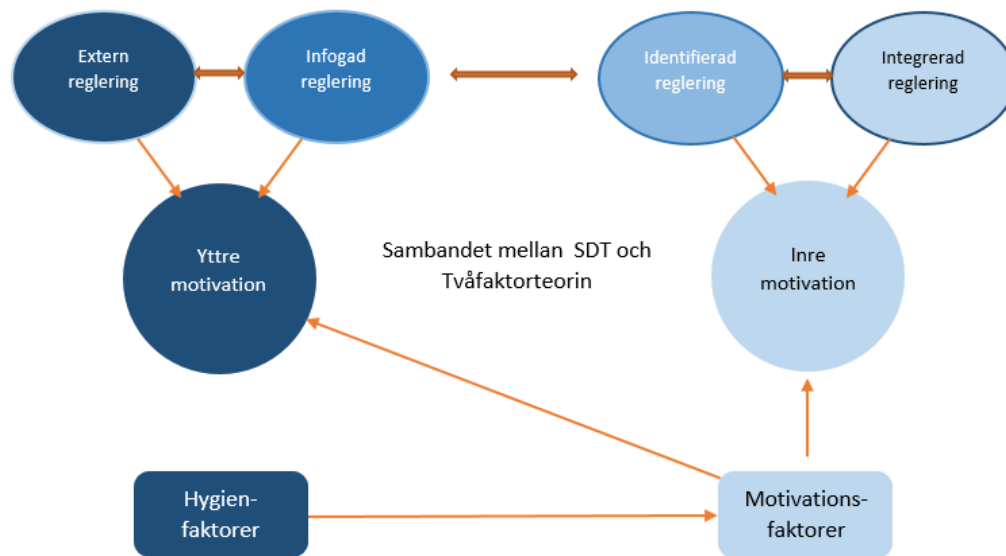 Extern
reglering
Infogad
reglering
Identifierad
reglering
Integrerad
reglering
Yttre
motivation
Sambandet mellan SDT och
Tvåfaktorteorin
Inre
motivation
Hygien-
faktorer
Motivations-
faktorer